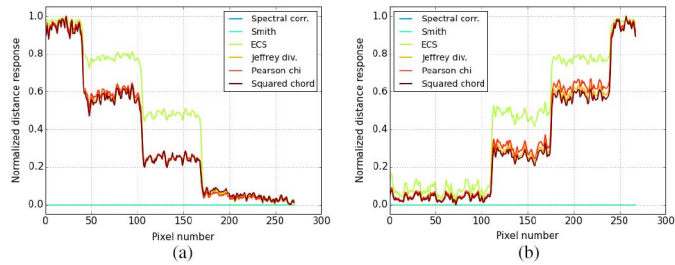 Spectral corr.
Smith
ECS
Jeffrey div.
Pearson chi
Squared chord
Normalized distance response
1.0
0.8
0.6
0.4
0.2
0.0
0 50 100 150 200 250 300
Pixel number
(a)
Spectral corr.
Smith
ECS
Jeffrey div.
Pearson chi
Squared chord
Normalized distance response
1.0
0.8
0.6
0.4
0.2
0.0
0 50 100 150 200 250 300
Pixel number
(b)